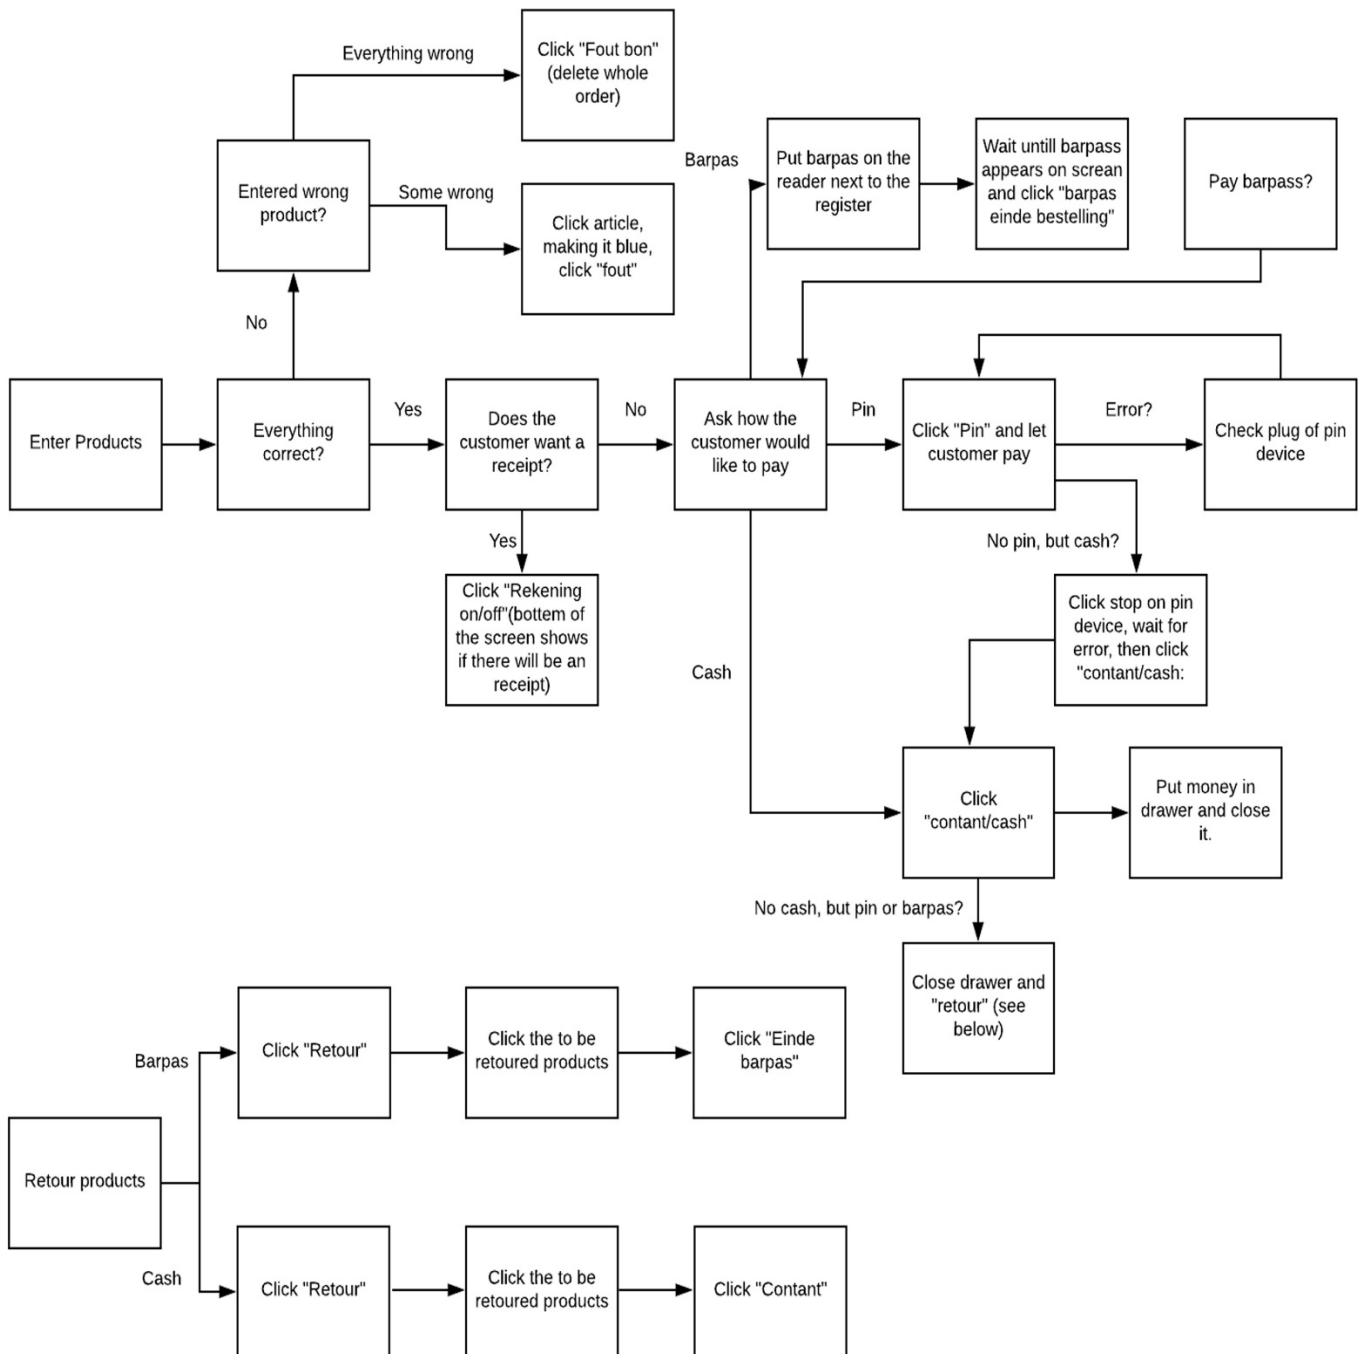 Everything wrong
Click "Fout bon"
(delete whole
order)
Entered wrong
product?
Some wrong
Click article,
making it blue,
click "fout"
No
Barpas
Put barpas on the
reader next to the
register
Wait untill barpass
appears on screan
and click "barpas
einde bestelling"
Pay barpass?
Enter Products
Everything
correct?
Yes
Does the
customer want a
receipt?
No
Ask how the
customer would
like to pay
Pin
Click "Pin" and let
customer pay
Error?
Check plug of pin
device
Yes
Click "Rekening
on/off"(bottem of
the screen shows
if there will be an
receipt)
No pin, but cash?
Click stop on pin
device, wait for
error, then click
"contant/cash:
Cash
Click
"contant/cash"
Put money in
drawer and close
it.
No cash, but pin or barpas?
Close drawer and
"retour" (see
below)
Retour products
Barpas
Click "Retour"
Click the to be
retoured products
Click "Einde
barpas"
Cash
Click "Retour"
Click the to be
retoured products
Click "Contant"